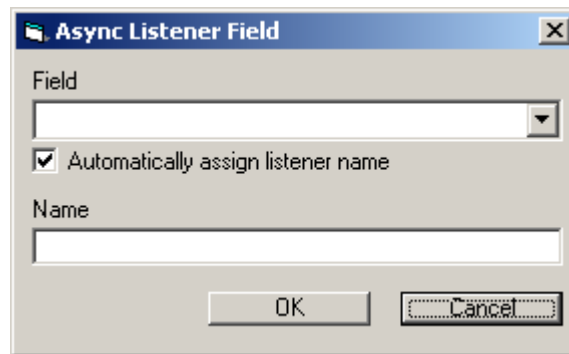 Async Listener Field
Field
Automatically assign listener name
Name
OK Cancel